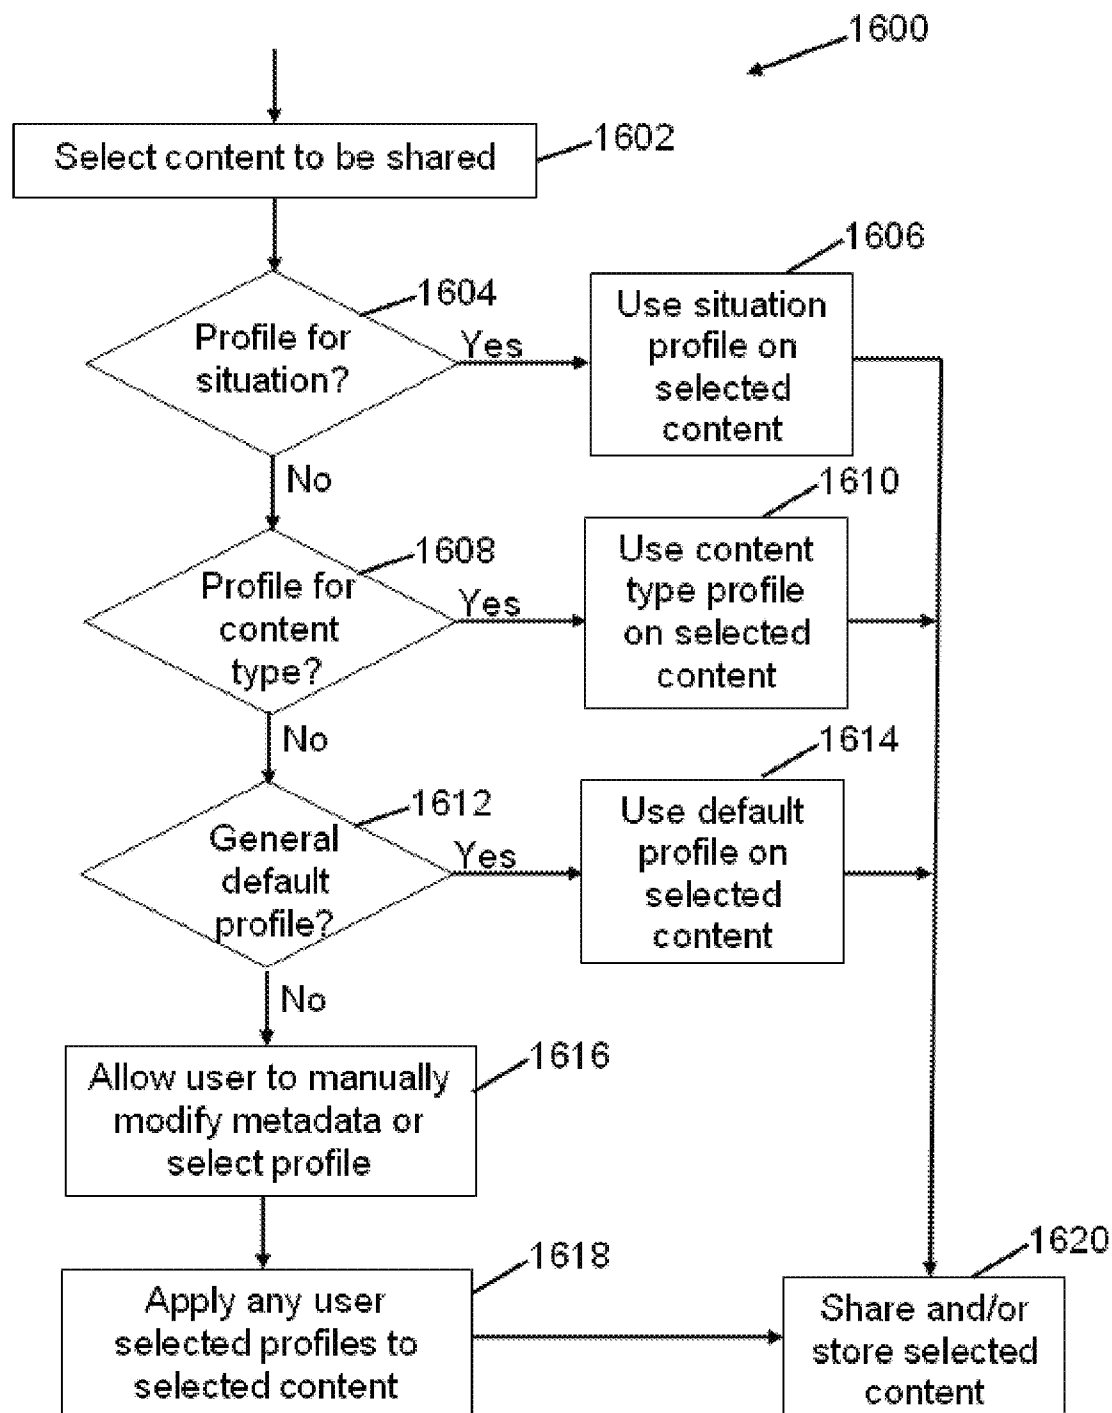 1600
1602
Select content to be shared
1606
1604
Use situation
profile on
selected
content
Profile for
situation?
Yes
No
1610
1608
Use content
type profile
on selected
content
Profile for
content
type?
Yes
No
1614
1612
Use default
profile on
selected
content
General
default
profile?
Yes
No
1616
Allow user to manually
modify metadata or
select profile
1618
1620
Apply any user
selected profiles to
selected content
Share and/or
store selected
content